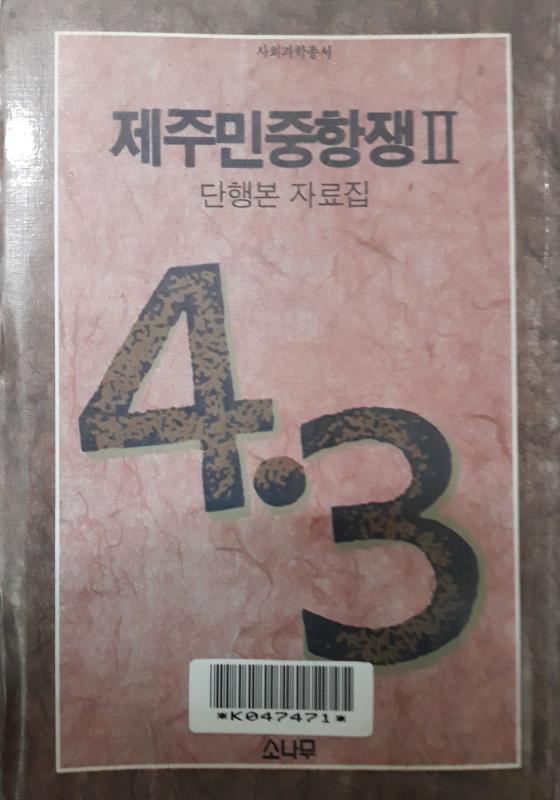 사회과학총서
제주민중항쟁Ⅱ
단행본 자료집
4·3
*K047471*
소나무